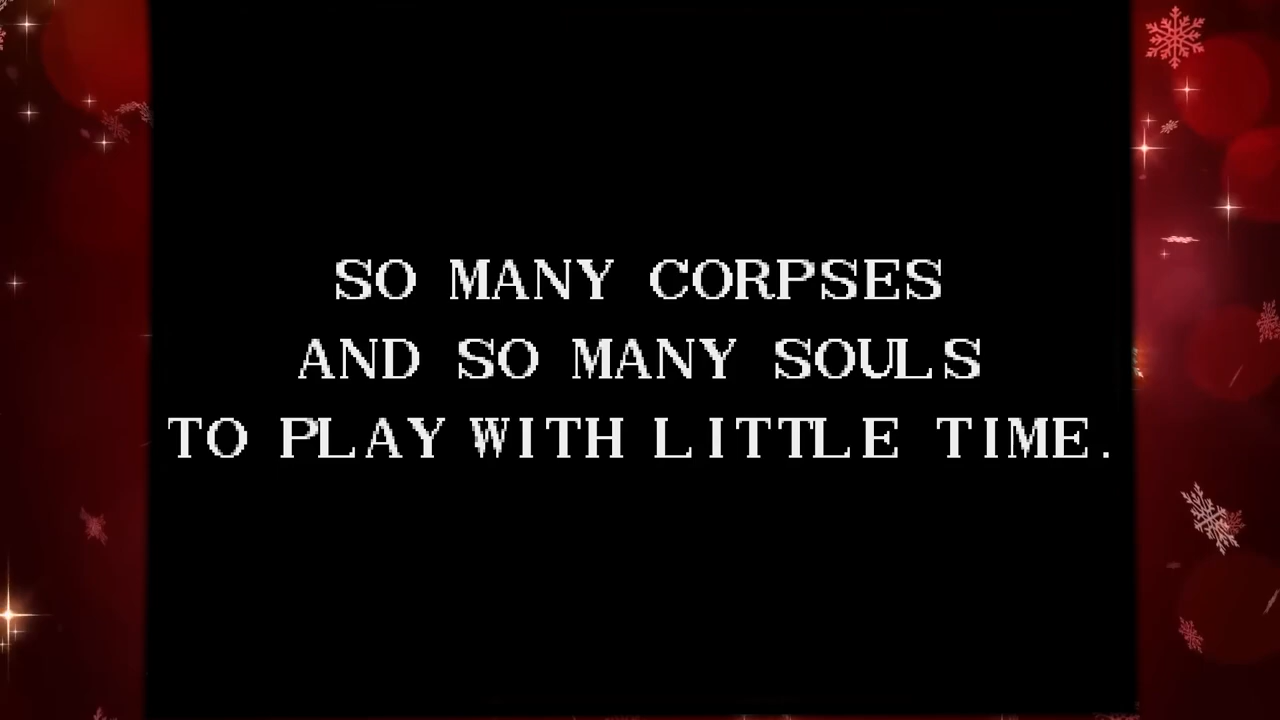 SO MANY CORPSES
AND SO MANY SOULS
TO PLAY WITH LITTLE TIME.